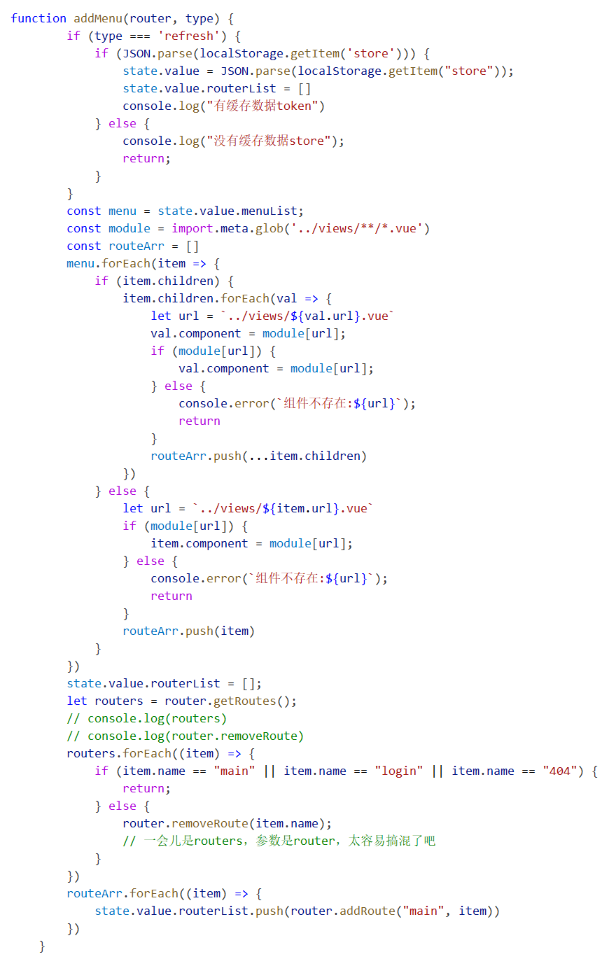 function addMenu(router, type) {
if (type === 'refresh') {
if (JSON.parse(localStorage.getItem('store'))) {
state.value = JSON.parse(localStorage.getItem("store"));
state.value.routerList = []
console.log("有缓存数据token")
} else {
console.log("没有缓存数据store");
return;
}
}
const menu = state.value.menuList;
const module = import.meta.glob('../views/**/*.vue')
const routeArr = []
menu.forEach(item => {
if (item.children) {
item.children.forEach(val => {
let url = `../views/${val.url}.vue`
val.component = module[url];
if (module[url]) {
val.component = module[url];
} else {
console.error(`组件不存在:${url}`);
return
}
routeArr.push(...item.children)
})
} else {
let url = `../views/${item.url}.vue`
if (module[url]) {
item.component = module[url];
} else {
console.error(`组件不存在:${url}`);
return
}
routeArr.push(item)
}
})
state.value.routerList = [];
let routers = router.getRoutes();
// console.log(routers)
// console.log(router.removeRoute)
routers.forEach((item) => {
if (item.name == "main" || item.name == "login" || item.name == "404") {
return;
} else {
router.removeRoute(item.name);
// 一会儿是routers，参数是router，太容易搞混了吧
}
})
routeArr.forEach((item) => {
state.value.routerList.push(router.addRoute("main", item))
})
}